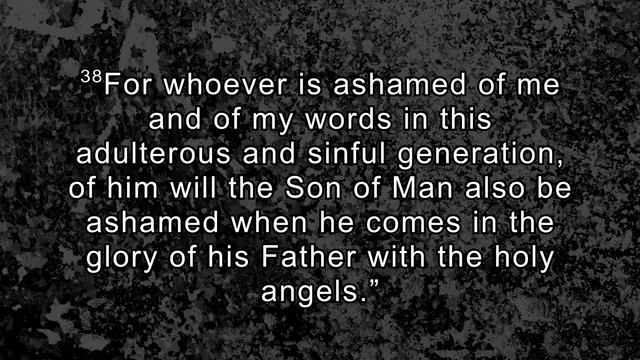 ³⁸For whoever is ashamed of me
and of my words in this
adulterous and sinful generation,
of him will the Son of Man also be
ashamed when he comes in the
glory of his Father with the holy
angels.”